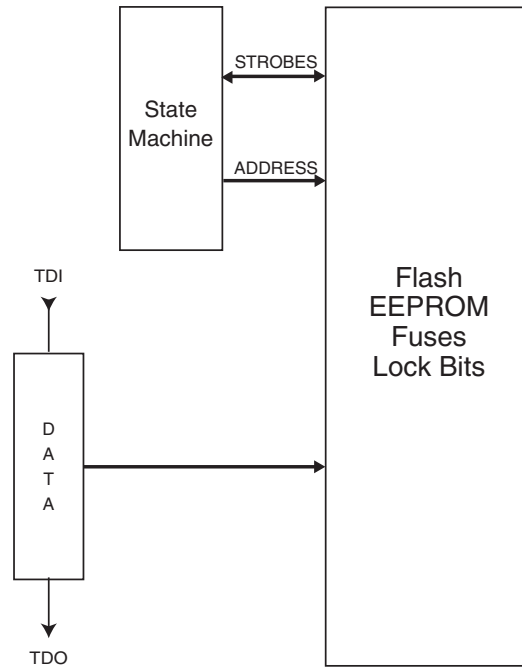 STROBES
State
Machine
ADDRESS
TDI
Flash
EEPROM
Fuses
Lock Bits
D
A
T
A
TDO